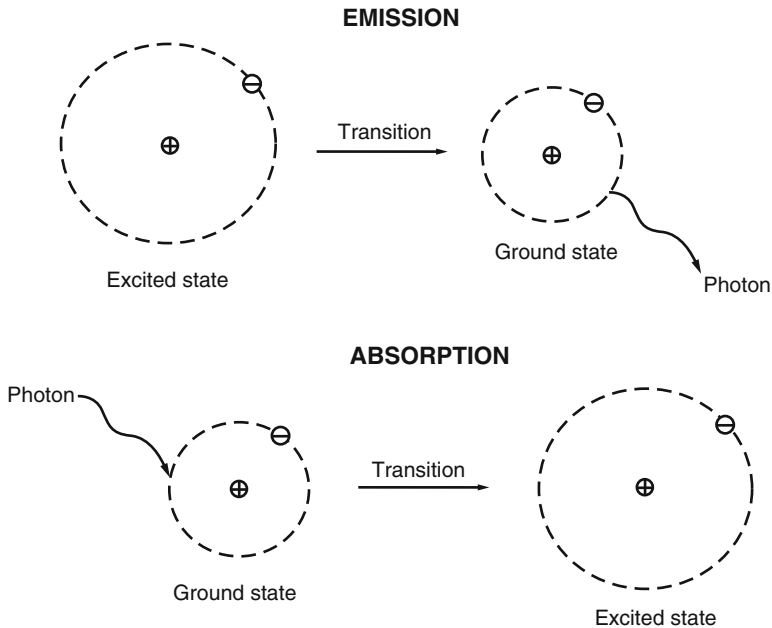 EMISSION
Transition
Excited state
Ground state
Photon
ABSORPTION
Photon
Transition
Ground state
Excited state